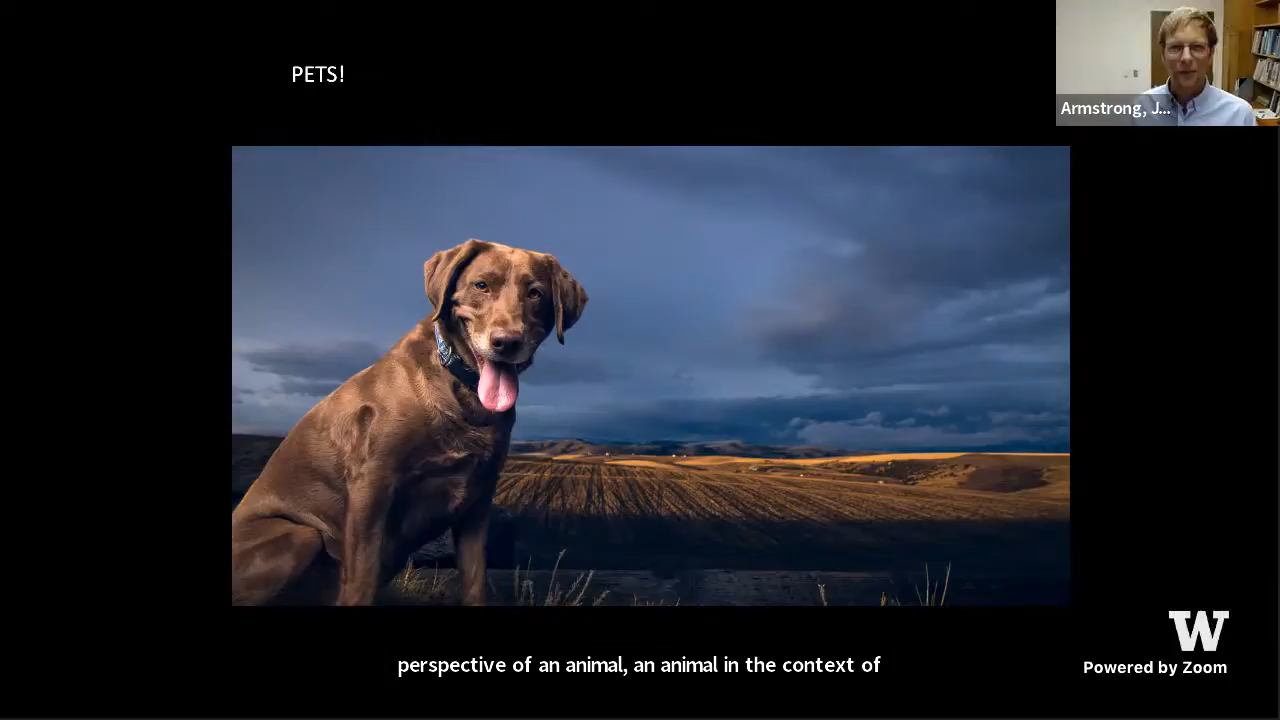 PETS!
Armstrong, J...
perspective of an animal, an animal in the context of
W
Powered by Zoom